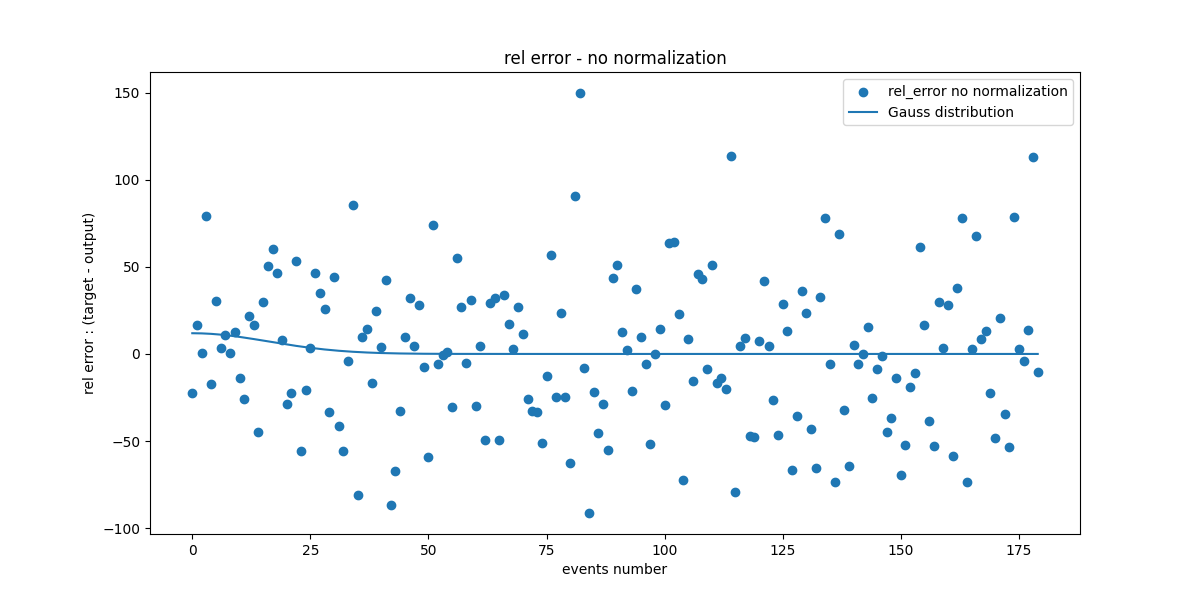 rel error - no normalization
rel_error no normalization
Gauss distribution
rel error : (target - output)
150
100
50
0
−50
−100
0 25 50 75 100 125 150 175
events number